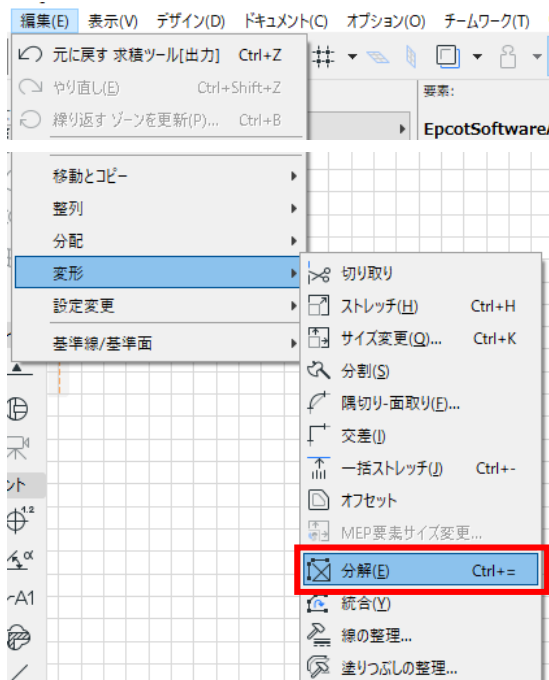 編集(E) 表示(V) デザイン(D) ドキュメント(C) オプション(O) チームワーク(T)
元に戻す 求積ツール[出力] Ctrl+Z
やり直し(E) Ctrl+Shift+Z
要素:
繰り返す ゾーンを更新(P)... Ctrl+B
EpcotSoftware
移動とコピー
整列
分配
変形
切り取り
設定変更
ストレッチ(H) Ctrl+H
サイズ変更(Q)... Ctrl+K
基準線/基準面
分割(S)
隅切り-面取り(F)...
交差(I)
一括ストレッチ(J) Ctrl+-
ント
オフセット
1.2
MEP要素サイズ変更...
α
分解(E) Ctrl+=
A1
統合(Y)
線の整理...
塗りつぶしの整理...